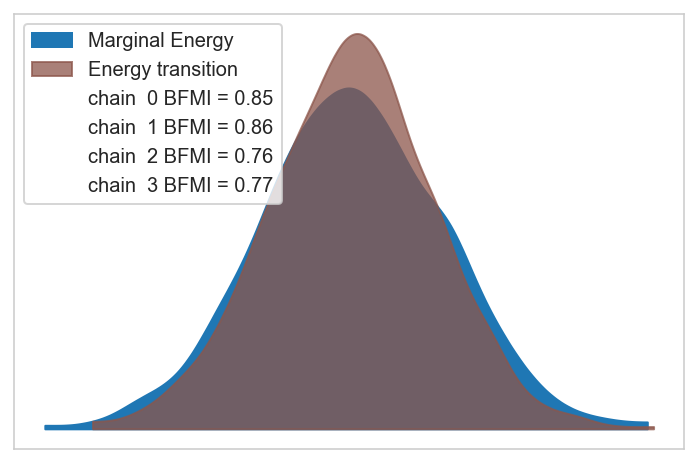 Marginal Energy
Energy transition
chain  0 BFMI = 0.85
chain  1 BFMI = 0.86
chain  2 BFMI = 0.76
chain  3 BFMI = 0.77